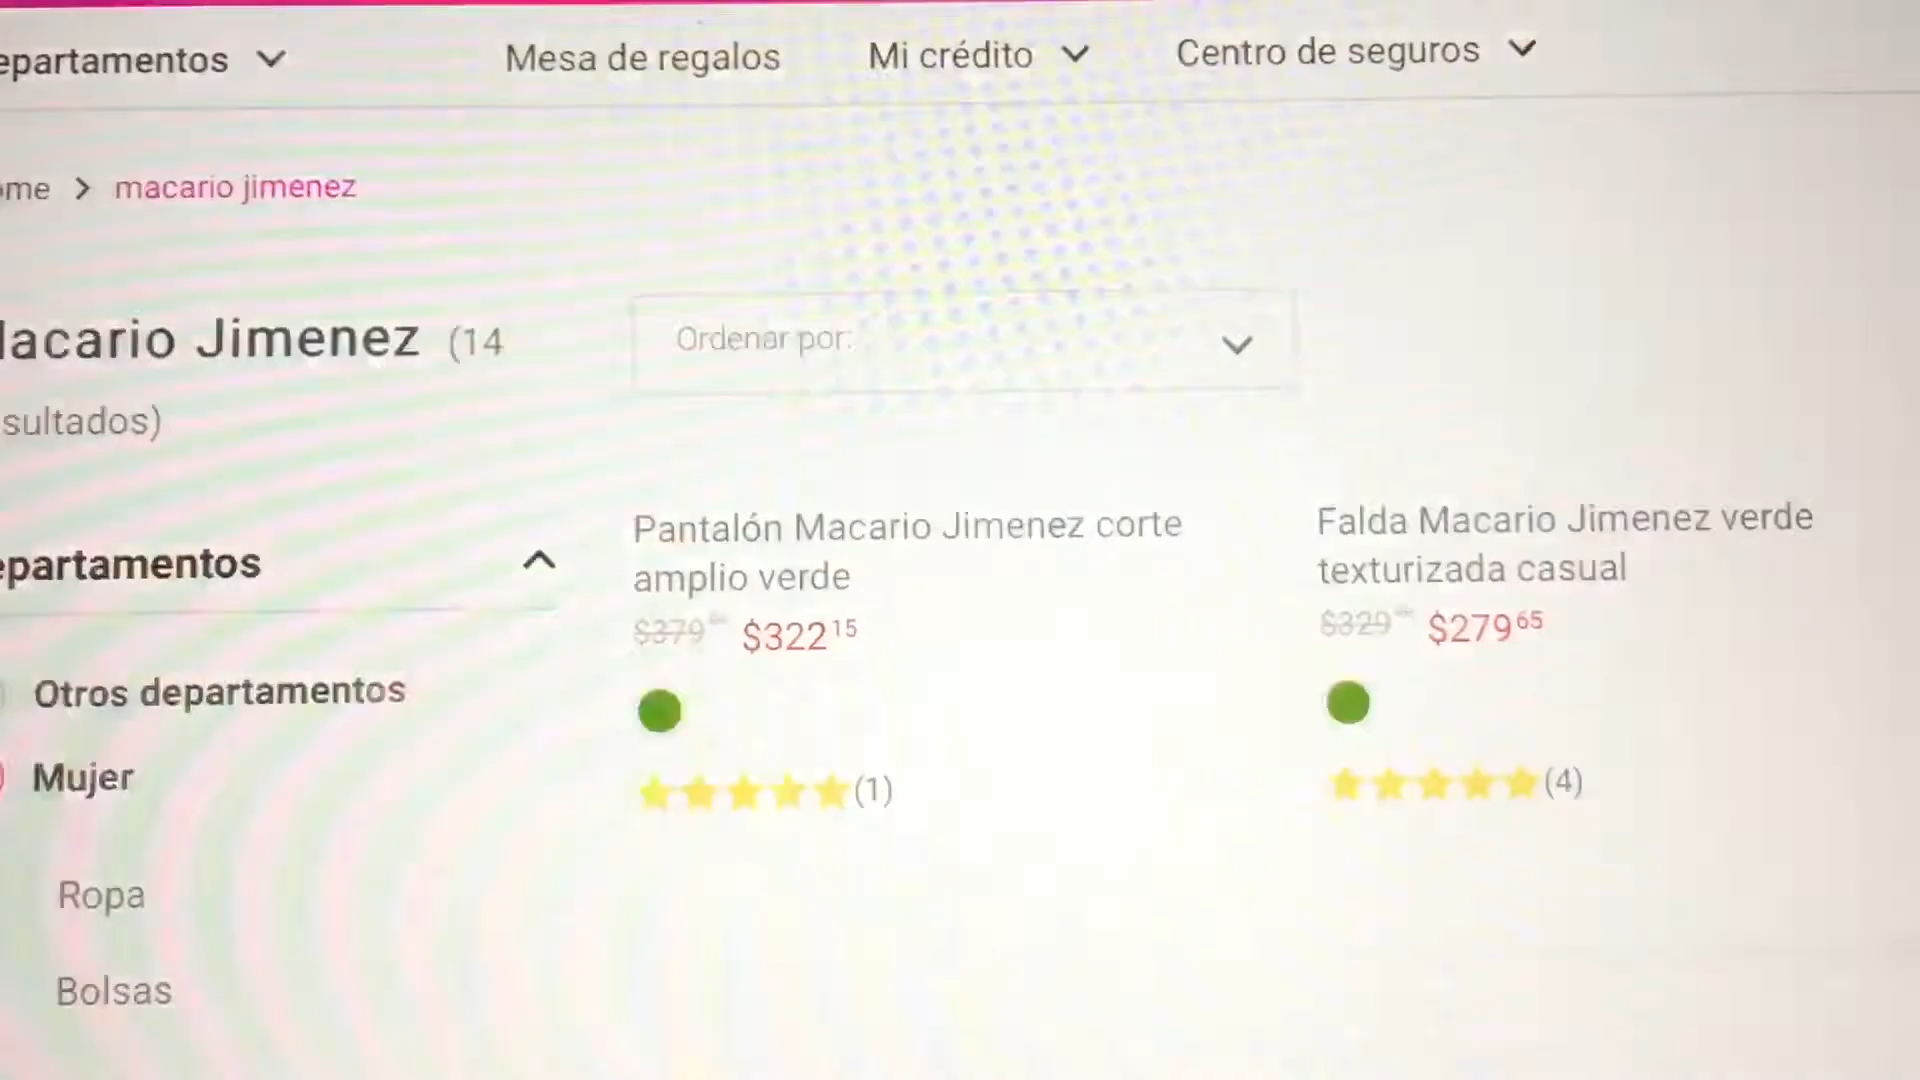 epartamentos Mesa de regalos Mi crédito Centro de seguros
ome > macario jimenez
lacario Jimenez (14
sultados)
Ordenar por:
epartamentos
Otros departamentos
Mujer
Ropa
Bolsas
Pantalón Macario Jimenez corte
amplio verde
$379 $322 15
(1)
Falda Macario Jimenez verde
texturizada casual
$329 $279 65
(4)